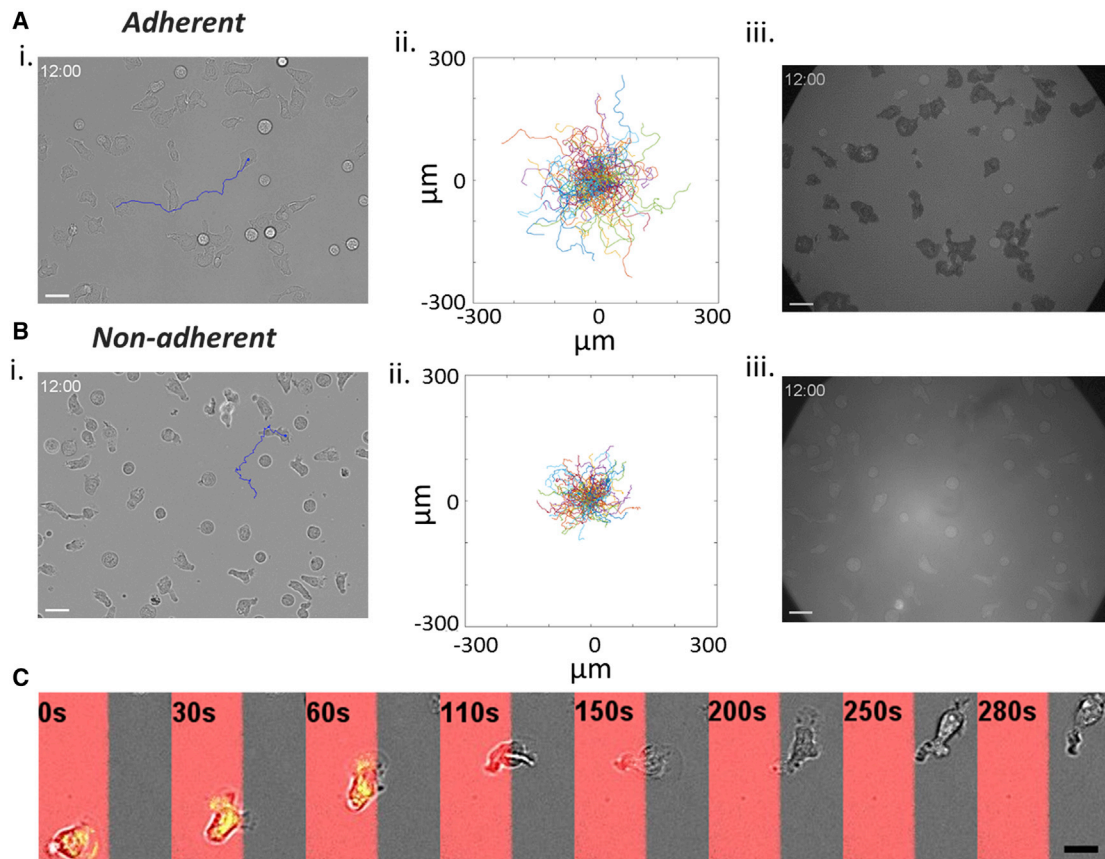 A
Adherent
i.
12:00
ii.
300
μm
0
-300
-300
0
300
μm
iii.
12:00
B
Non-adherent
i.
12:00
ii.
300
μm
0
-300
-300
0
300
μm
iii.
12:00
C
0s
30s
60s
110s
150s
200s
250s
280s